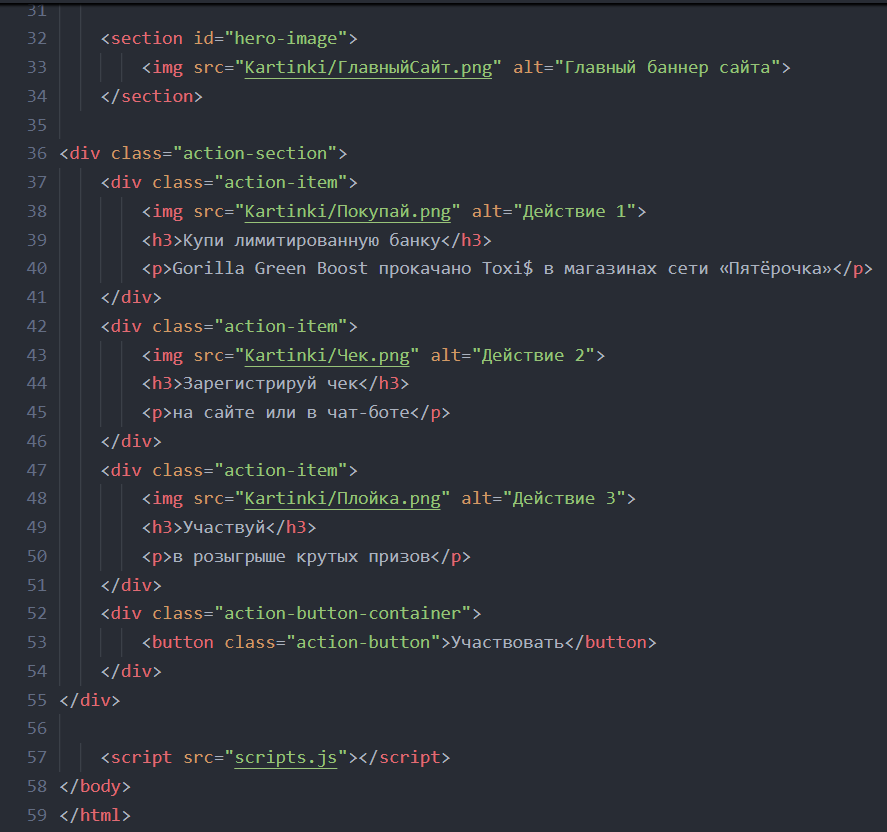 31
32 <section id="hero-image">
33 <img src="Kartinki/ГлавныйСайт.png" alt="Главный баннер сайта">
34 </section>
35
36 <div class="action-section">
37 <div class="action-item">
38 <img src="Kartinki/Покупай.png" alt="Действие 1">
39 <h3>Купи лимитированную банку</h3>
40 <p>Gorilla Green Boost прокачано Toxi$ в магазинах сети «Пятёрочка»</p>
41 </div>
42 <div class="action-item">
43 <img src="Kartinki/Чек.png" alt="Действие 2">
44 <h3>Зарегистрируй чек</h3>
45 <p>на сайте или в чат-боте</p>
46 </div>
47 <div class="action-item">
48 <img src="Kartinki/Плойка.png" alt="Действие 3">
49 <h3>Участвуй</h3>
50 <p>в розыгрыше крутых призов</p>
51 </div>
52 <div class="action-button-container">
53 <button class="action-button">Участвовать</button>
54 </div>
55 </div>
56
57 <script src="scripts.js"></script>
58 </body>
59 </html>